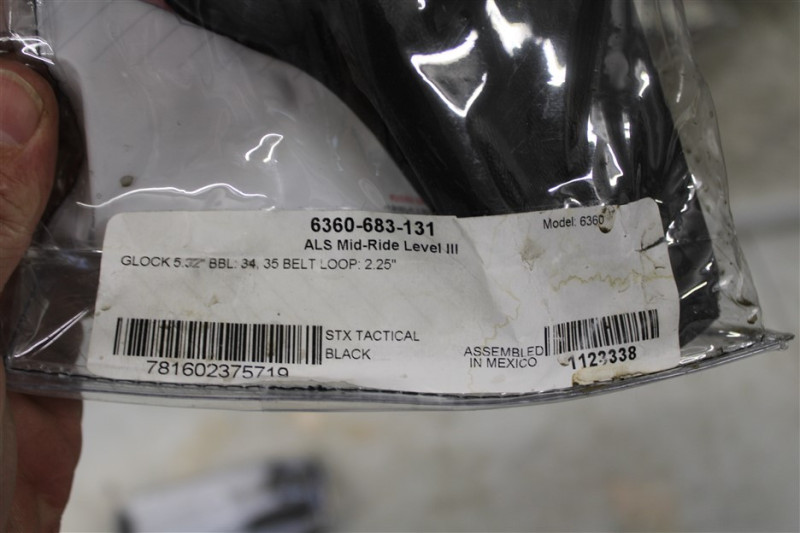 6360-683-131
Model: 6360
ALS Mid-Ride Level III
GLOCK 5.32" BBL: 34, 35 BELT LOOP: 2.25"
STX TACTICAL
BLACK
ASSEMBLED
IN MEXICO
781602375719
1123338